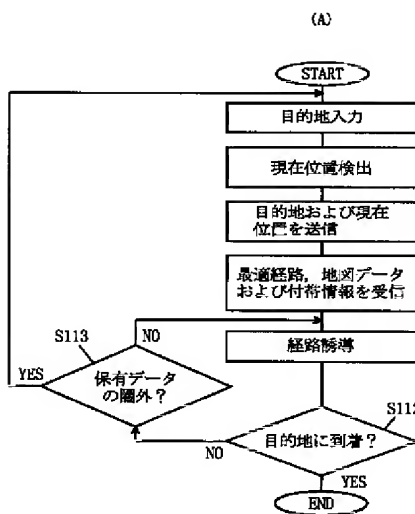 (A)
START
目的地入力
現在位置検出
目的地および現在
位置を送信
最適経路，地図データ
および付帯情報を受信
S113
NO
経路誘導
YES
保有データ
の圏外？
S112
NO
目的地に到着？
YES
END